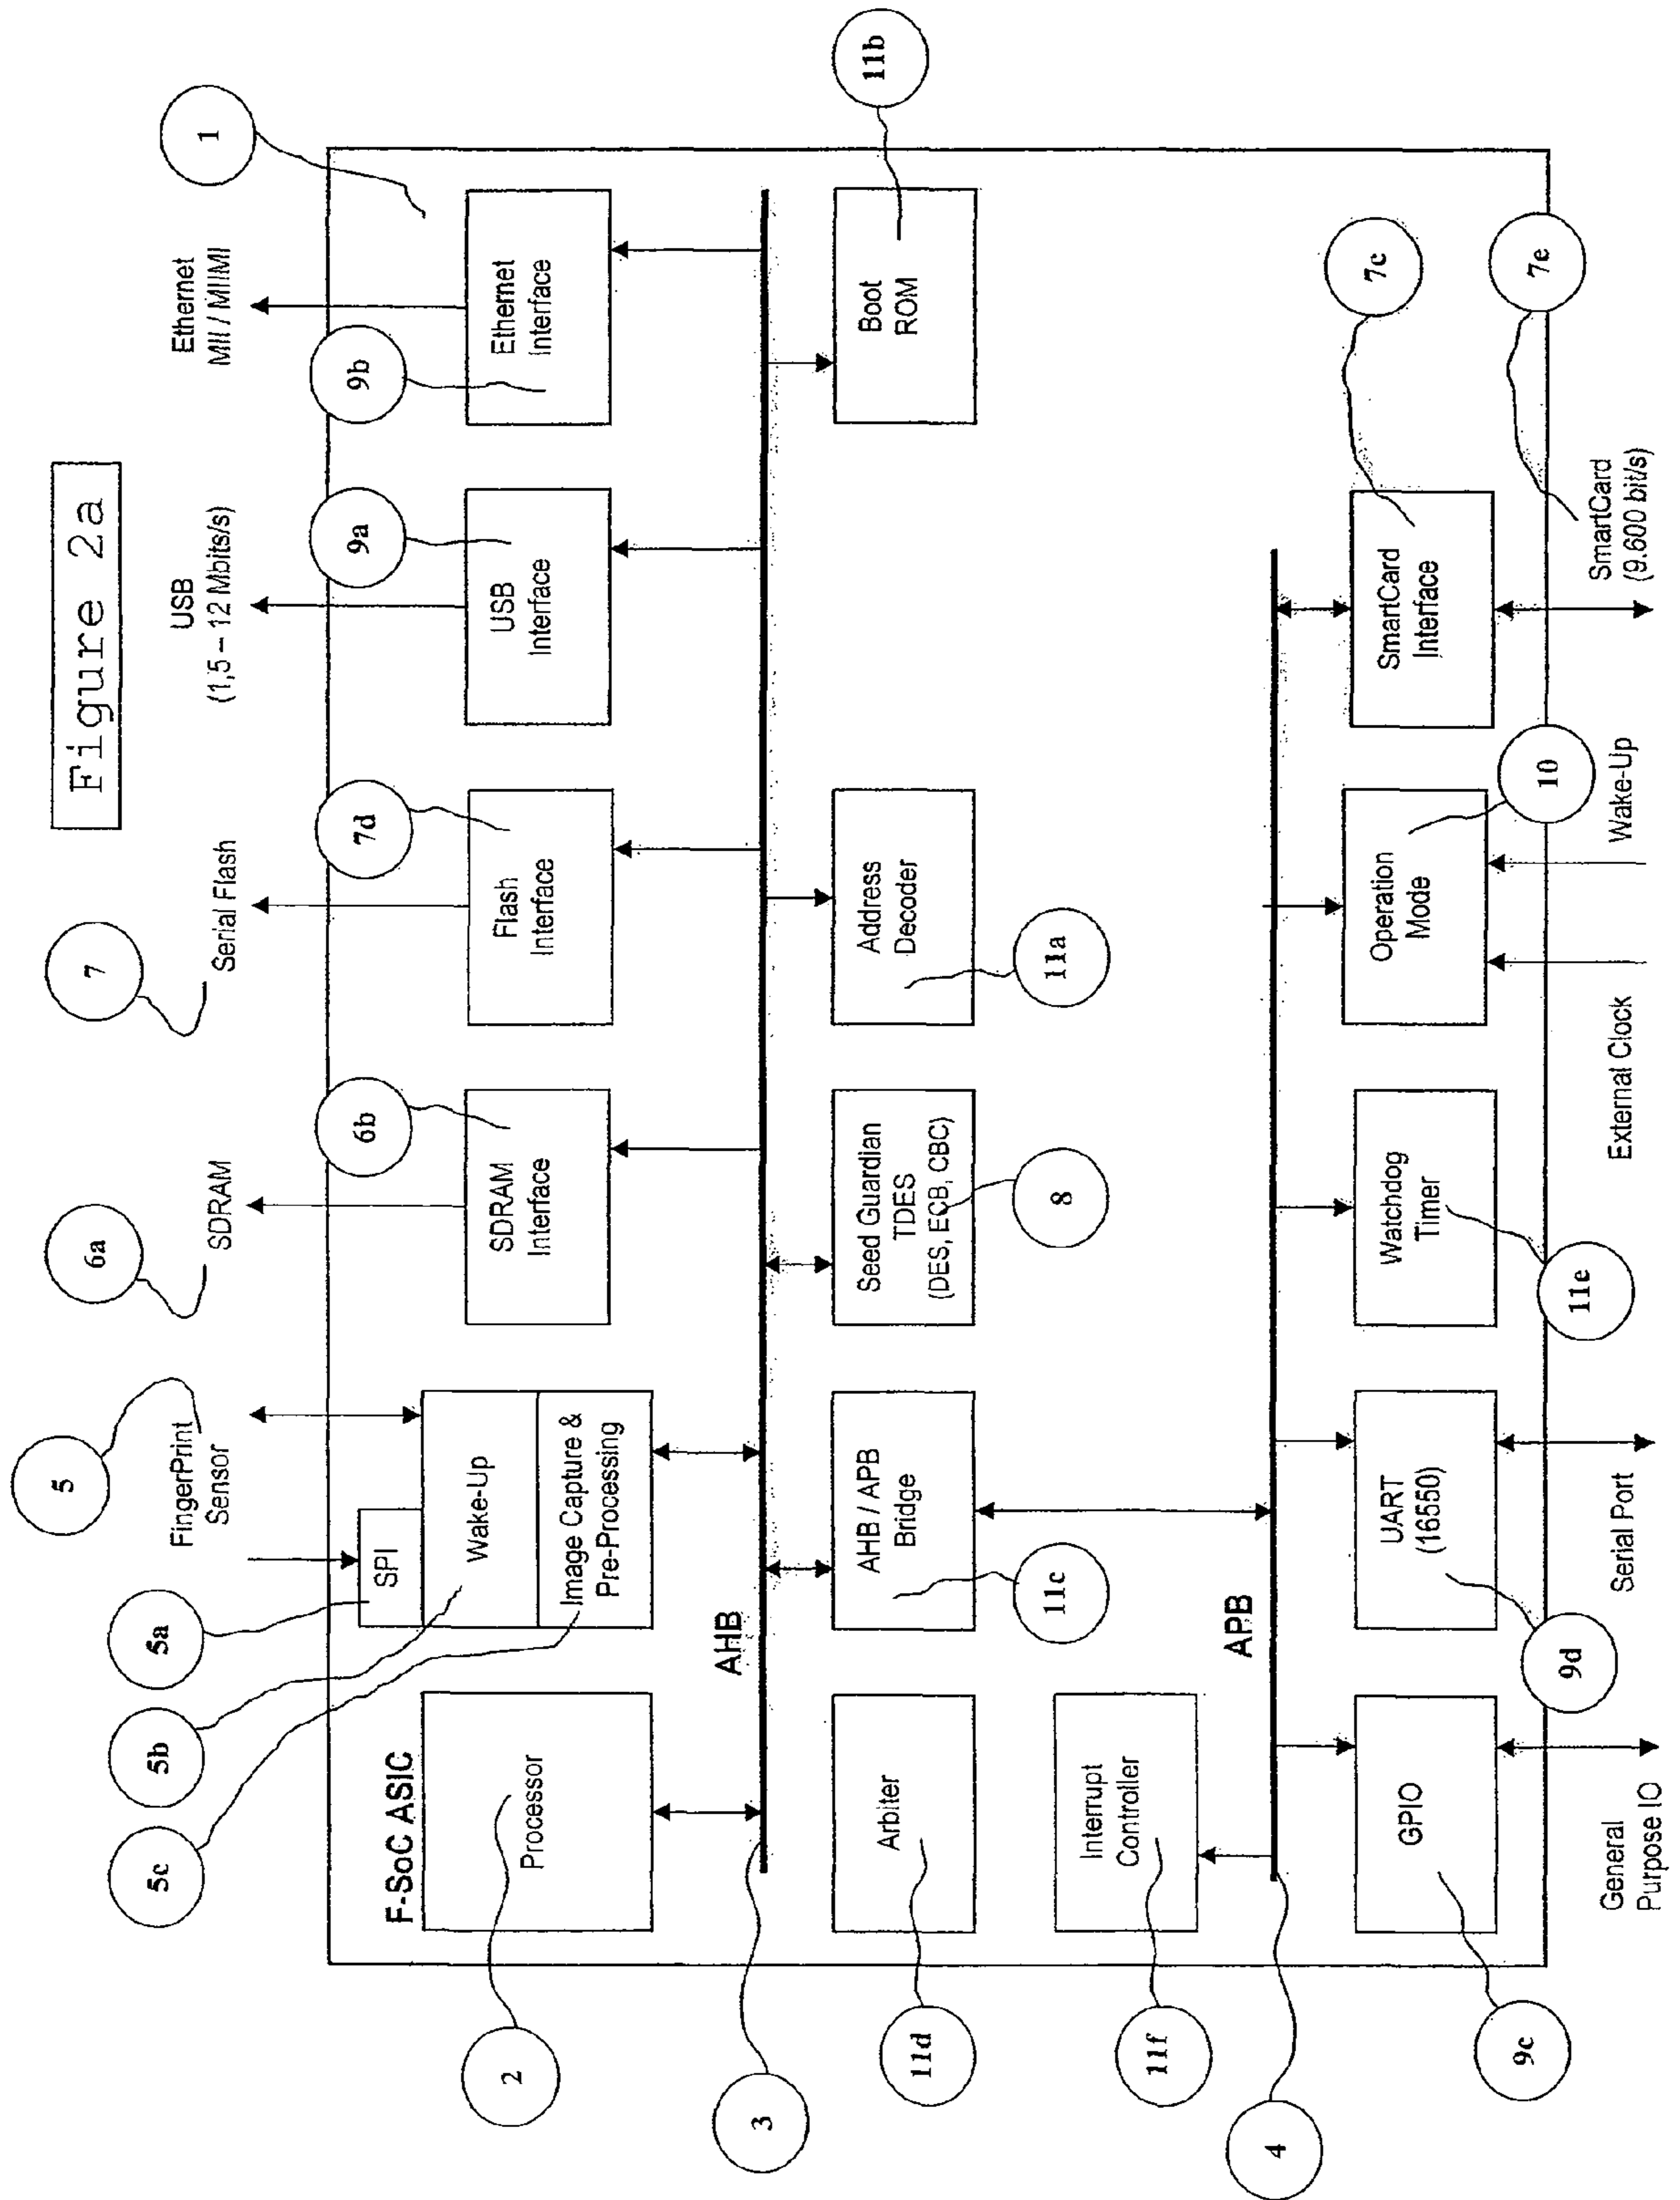 Figure 2a
5
6a
7
1
5c
5b
5a
FingerPrint
Sensor
SDRAM
Serial Flash
USB
(1,5 – 12 Mbits/s)
Ethernet
MII / MIIMI
6b
7d
9a
9b
F-SoC ASIC
2
Processor
SPI
Wake-Up
Image Capture &
Pre-Processing
SDRAM
Interface
Flash
Interface
USB
Interface
Ethernet
Interface
3
AHB
11d
Arbiter
AHB / APB
Bridge
11c
Seed Guardian
TDES
(DES, ECB, CBC)
8
Address
Decoder
11a
Boot
ROM
11b
11f
Interrupt
Controller
4
APB
GPIO
9c
UART
(16550)
9d
Watchdog
Timer
11e
Operation
Mode
10
SmartCard
Interface
7c
7e
General
Purpose IO
Serial Port
External Clock
Wake-Up
SmartCard
(9.600 bit/s)